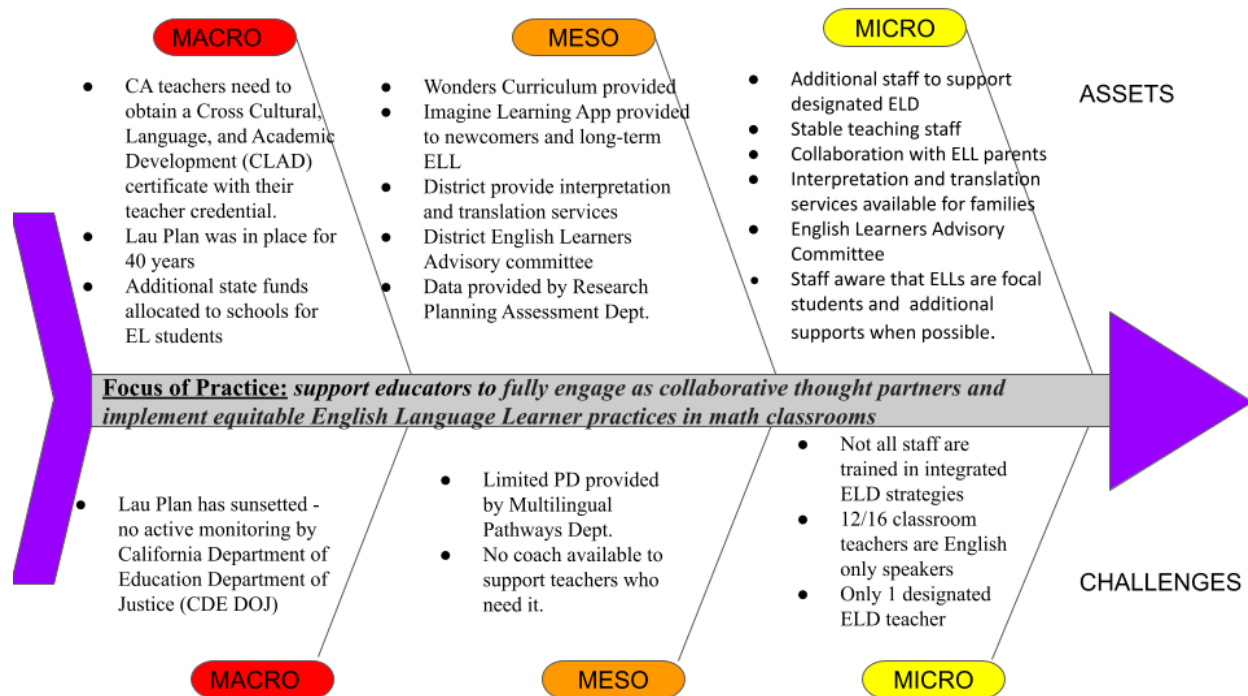 MACRO
● CA teachers need to
obtain a Cross Cultural,
Language, and Academic
Development (CLAD)
certificate with their
teacher credential.
● Lau Plan was in place for
40 years
● Additional state funds
allocated to schools for
EL students
MESO
● Wonders Curriculum provided
● Imagine Learning App provided
to newcomers and long-term
ELL
● District provide interpretation
and translation services
● District English Learners
Advisory committee
● Data provided by Research
Planning Assessment Dept.
MICRO
● Additional staff to support
designated ELD
● Stable teaching staff
● Collaboration with ELL parents
● Interpretation and translation
services available for families
● English Learners Advisory
Committee
● Staff aware that ELLs are focal
students and additional
supports when possible.
ASSETS
Focus of Practice: support educators to fully engage as collaborative thought partners and
implement equitable English Language Learner practices in math classrooms
● Lau Plan has sunsetted -
no active monitoring by
California Department of
Education Department of
Justice (CDE DOJ)
MACRO
● Limited PD provided
by Multilingual
Pathways Dept.
● No coach available to
support teachers who
need it.
MESO
● Not all staff are
trained in integrated
ELD strategies
● 12/16 classroom
teachers are English
only speakers
● Only 1 designated
ELD teacher
MICRO
CHALLENGES